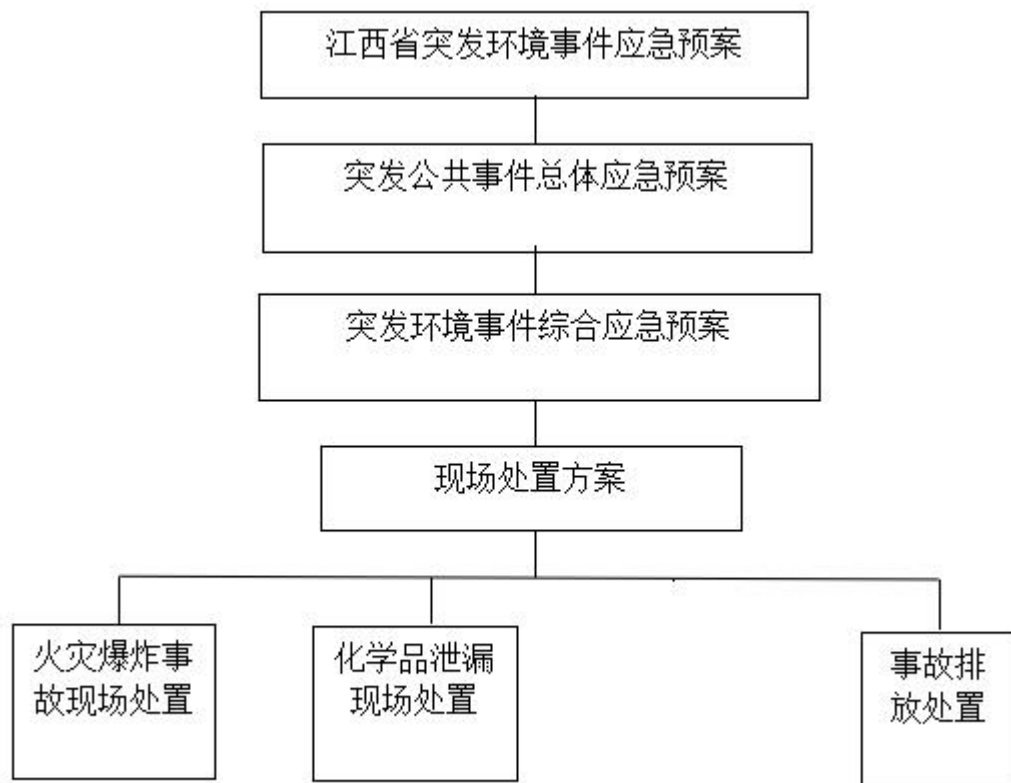 江西省突发环境事件应急预案
突发公共事件总体应急预案
突发环境事件综合应急预案
现场处置方案
火灾爆炸事
故现场处置
化学品泄漏
现场处置
事故排
放处置